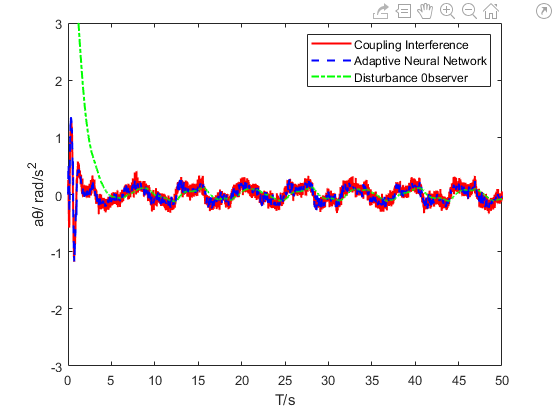 Coupling Interference
Adaptive Neural Network
Disturbance 0bserver
3
2
1
0
-1
-2
-3
aθ/ rad/s²
0 5 10 15 20 25 30 35 40 45 50
T/s